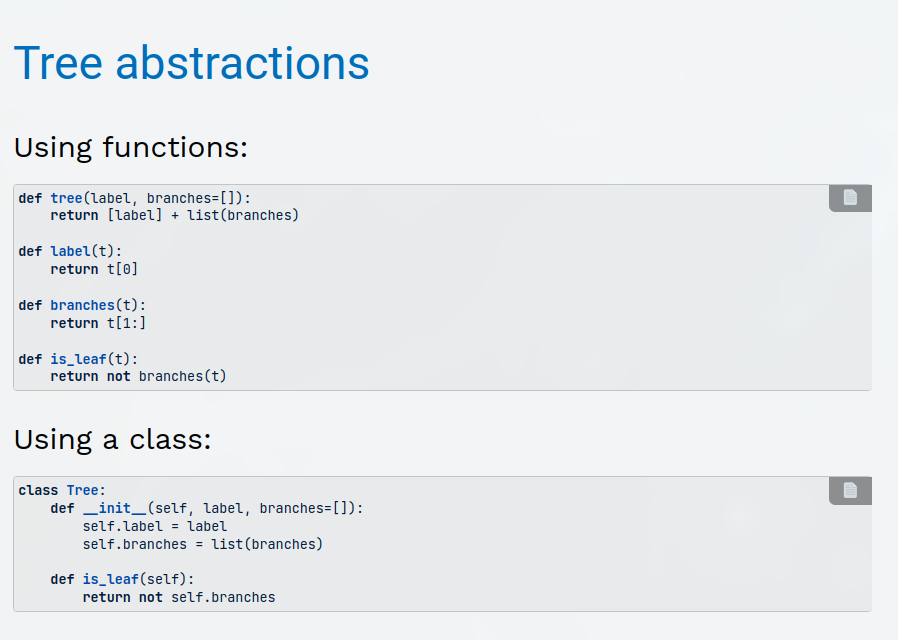 Tree abstractions
Using functions:
def tree(label, branches=[]):
    return [label] + list(branches)
def label(t):
    return t[0]
def branches(t):
    return t[1:]
def is_leaf(t):
    return not branches(t)
Using a class:
class Tree:
    def __init__(self, label, branches=[]):
        self.label = label
        self.branches = list(branches)
    def is_leaf(self):
        return not self.branches